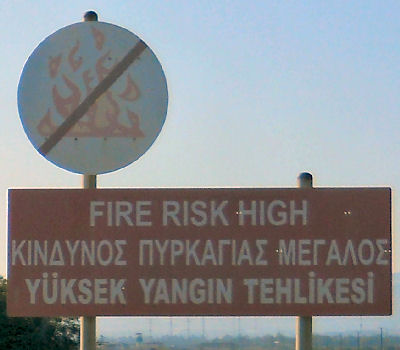 FIRE RISK HIGH
ΚΙΝΔΥΝΟΣ ΠΥΡΚΑΓΙΑΣ ΜΕΓΑΛΟΣ
YÜKSEK YANGIN TEHLİKESİ